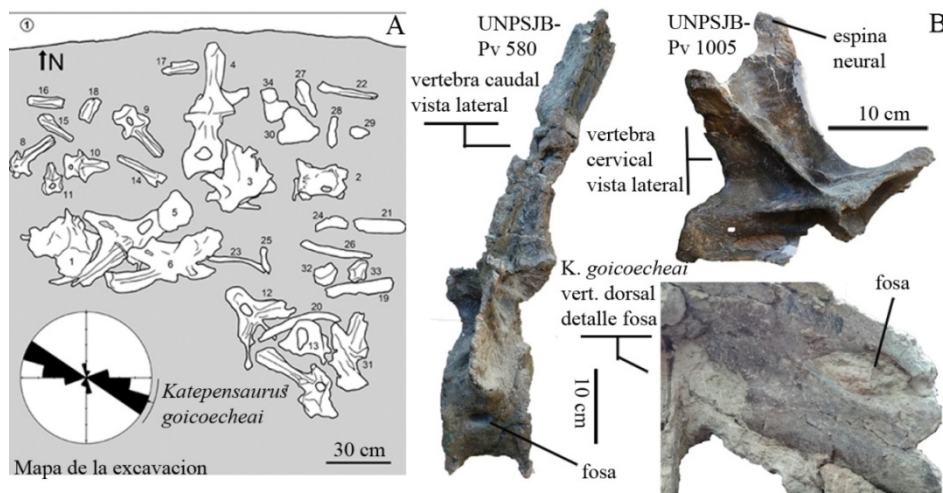 ①
A
N
17
4
16
18
9
34
27
22
15
30
28
29
8
10
14
3
2
11
5
24
21
1
6
23
25
26
32
33
19
12
20
13
31
Katepensaurus
goicoecheai
Mapa de la excavacion
30 cm
UNPSJB-
Pv 580
vertebra caudal
vista lateral
10 cm
fosa
UNPSJB-
Pv 1005
B
espina
neural
10 cm
vertebra
cervical
vista lateral
K. goicoecheai
vert. dorsal
detalle fosa
fosa